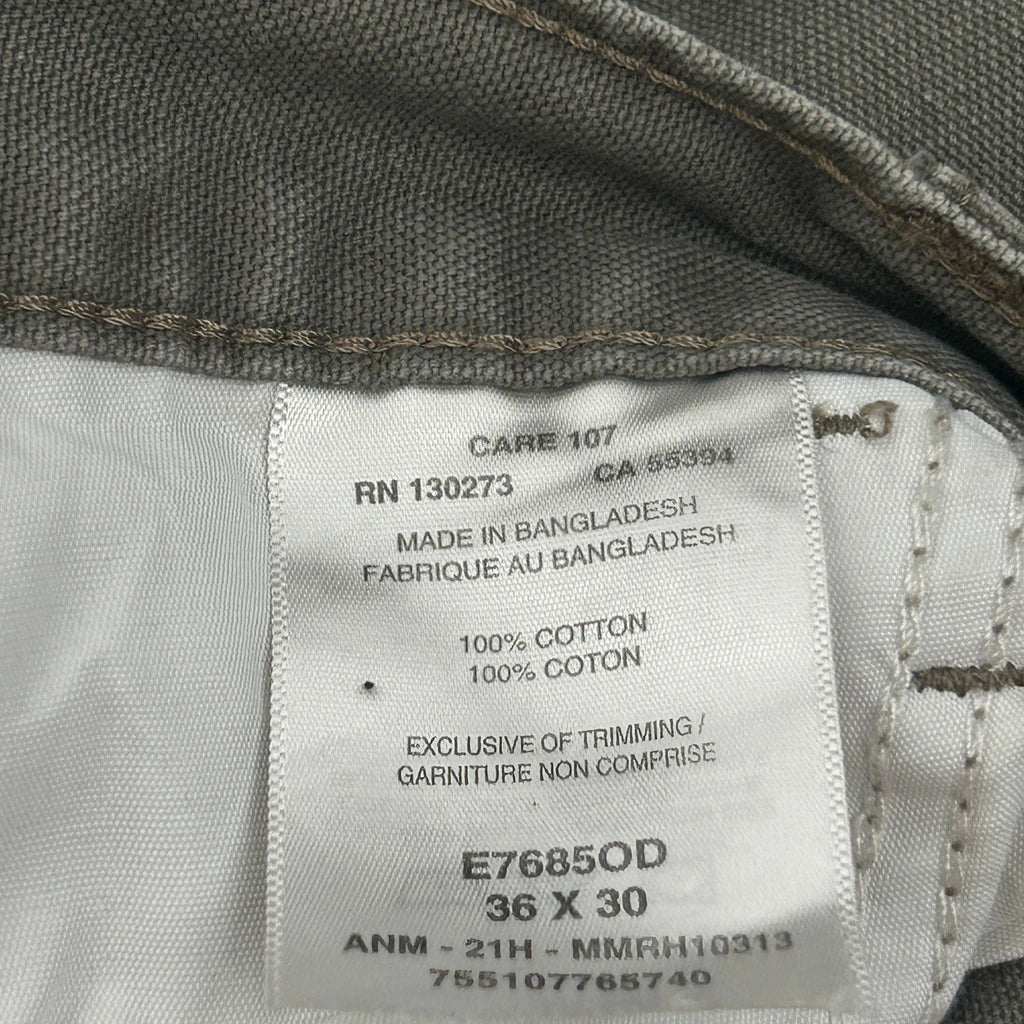 CARE 107
RN 130273 CA 55394
MADE IN BANGLADESH
FABRIQUE AU BANGLADESH
100% COTTON
100% COTON
EXCLUSIVE OF TRIMMING /
GARNITURE NON COMPRISE
E7685OD
36 X 30
ANM - 21H - MMRH10313
755107765740